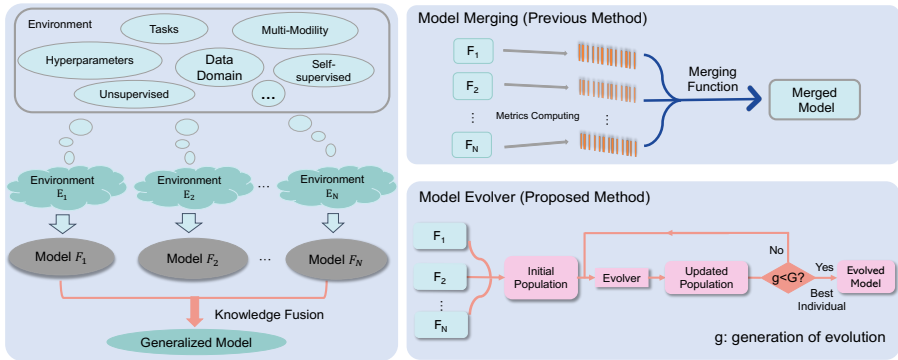 Environment
Tasks
Multi-Modility
Hyperparameters
Data
Domain
Self-
supervised
Unsupervised
...
Environment
E1
Environment
E2
...
Environment
EN
Model F1
Model F2
...
Model FN
Knowledge Fusion
Generalized Model
Model Merging (Previous Method)
F1
F2
⋮
FN
Metrics Computing
⋮
Merging
Function
Merged
Model
Model Evolver (Proposed Method)
F1
F2
⋮
FN
Initial
Population
Evolver
Updated
Population
g<G?
No
Yes
Best
Individual
Evolved
Model
g: generation of evolution